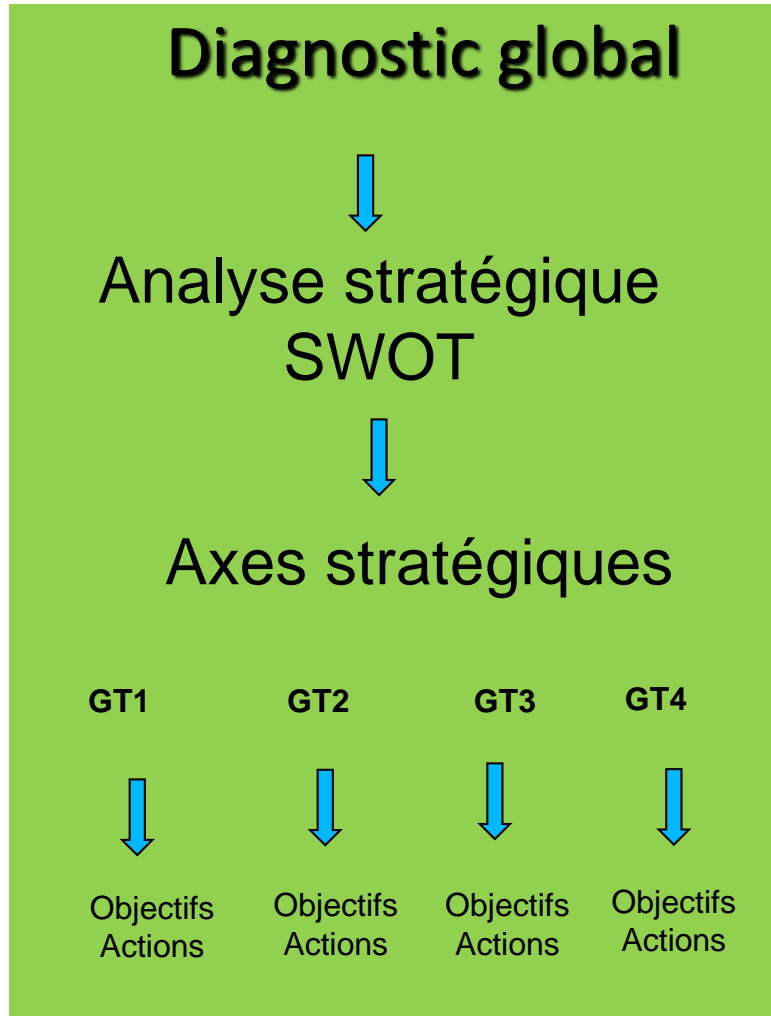 Diagnostic global
Analyse stratégique
SWOT
Axes stratégiques
GT1
GT2
GT3
GT4
Objectifs
Actions
Objectifs
Actions
Objectifs
Actions
Objectifs
Actions